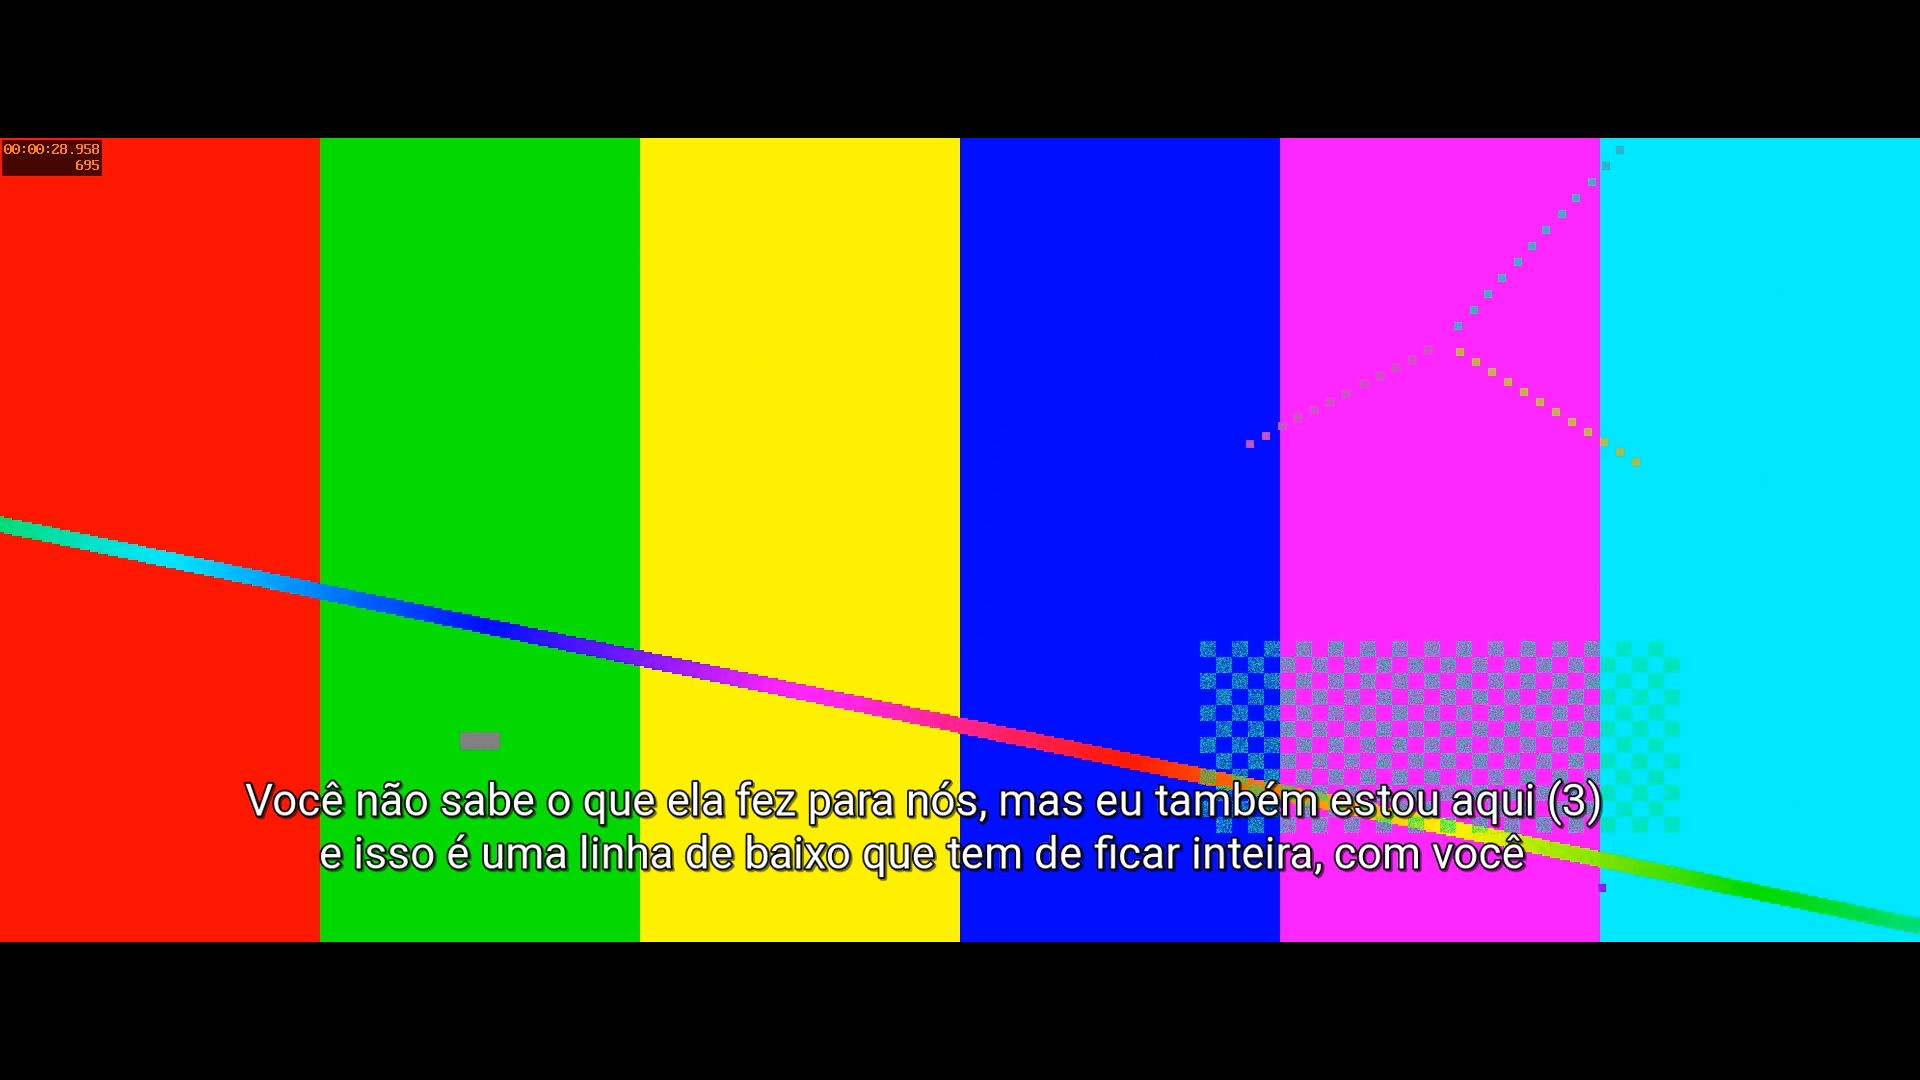 00:00:28.958
695
Você não sabe o que ela fez para nós, mas eu também estou aqui (3)
e isso é uma linha de baixo que tem de ficar inteira, com você